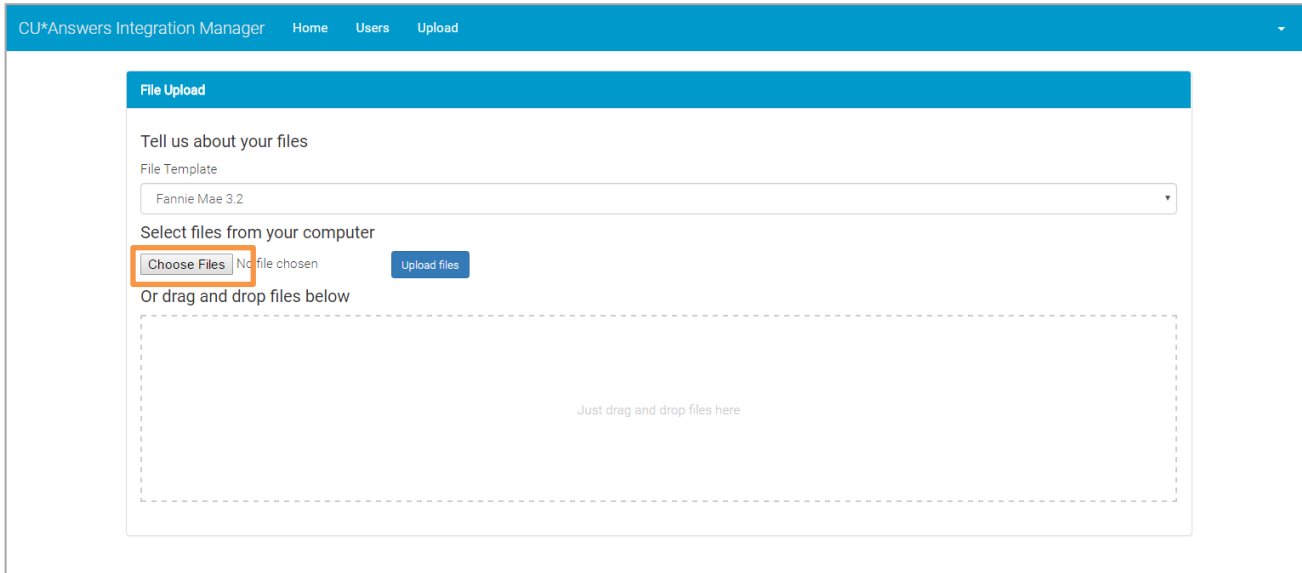 CU*Answers Integration Manager Home Users Upload
File Upload
Tell us about your files
File Template
Fannie Mae 3.2
Select files from your computer
Choose Files No file chosen Upload files
Or drag and drop files below
Just drag and drop files here